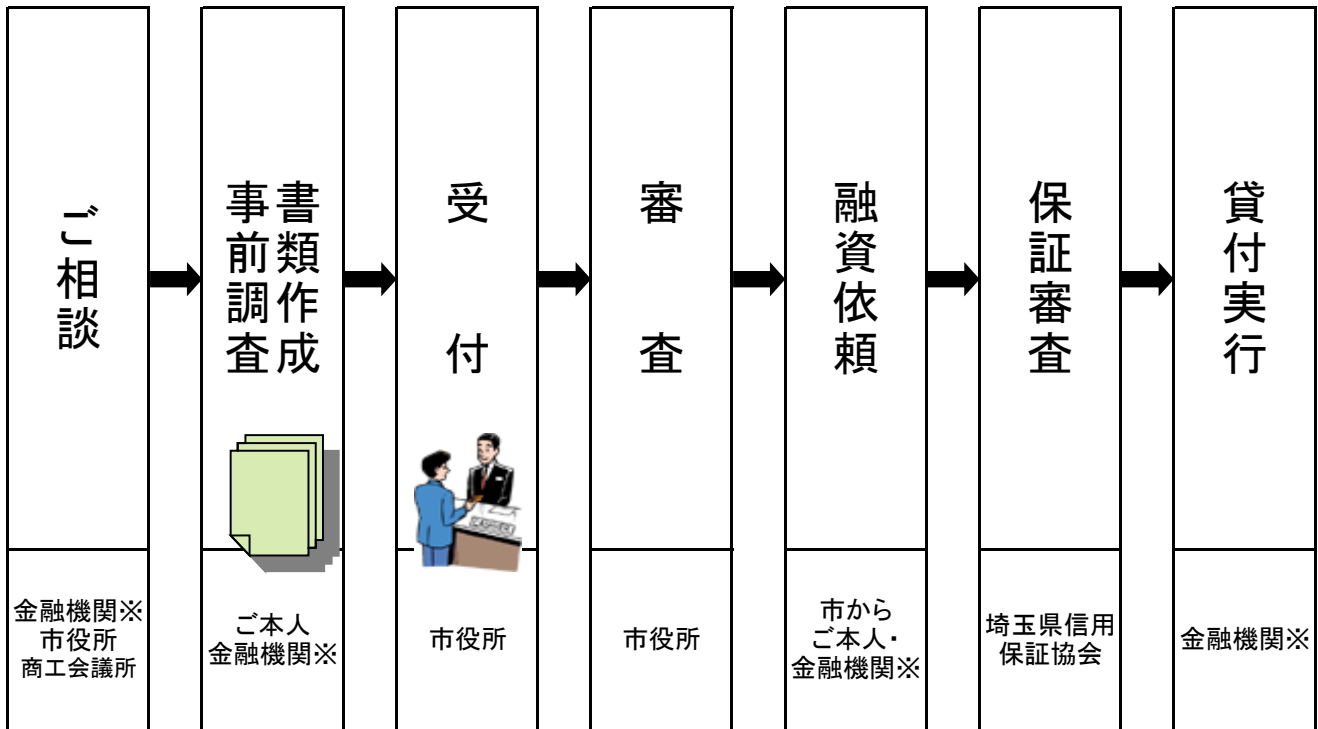 ご相談
金融機関※
市役所
商工会議所
書類作成
事前調査
ご本人
金融機関※
受付
市役所
審査
市役所
融資依頼
市から
ご本人・
金融機関※
保証審査
埼玉県信用
保証協会
貸付実行
金融機関※